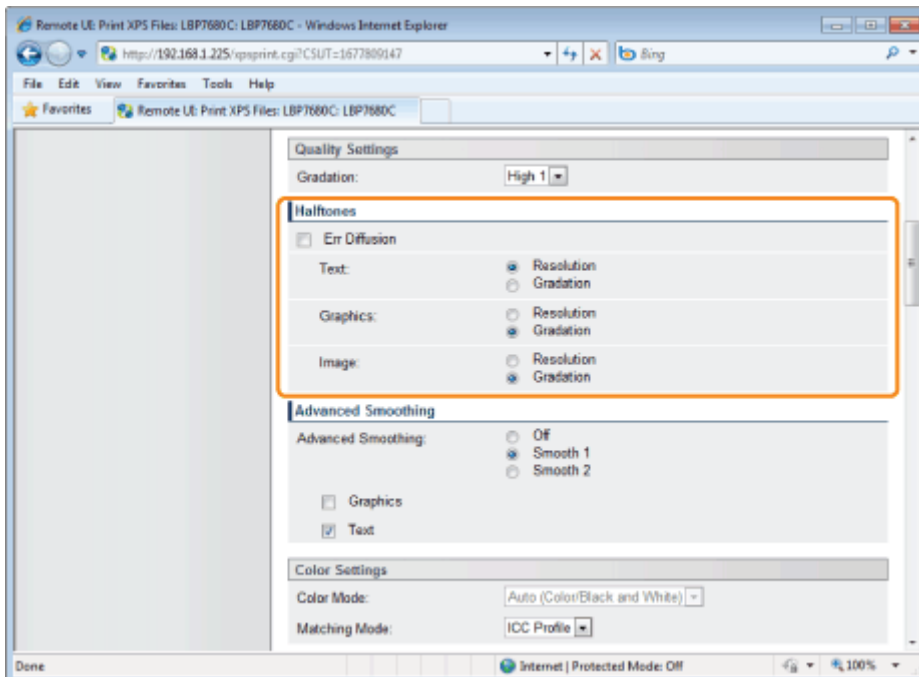 Remote UI: Print XPS Files: LBP7680C: LBP7680C - Windows Internet Explorer
http://192.168.1.225/xpsprint.cgi?CSUT=1677809147
Bing
File Edit View Favorites Tools Help
Favorites
Remote UI: Print XPS Files: LBP7680C: LBP7680C
Quality Settings
Gradation: High 1
Halftones
Err Diffusion
Text: Resolution
Gradation
Graphics: Resolution
Gradation
Image: Resolution
Gradation
Advanced Smoothing
Advanced Smoothing: Off
Smooth 1
Smooth 2
Graphics
Text
Color Settings
Color Mode: Auto (Color/Black and White)
Matching Mode: ICC Profile
Done Internet | Protected Mode: Off 100%